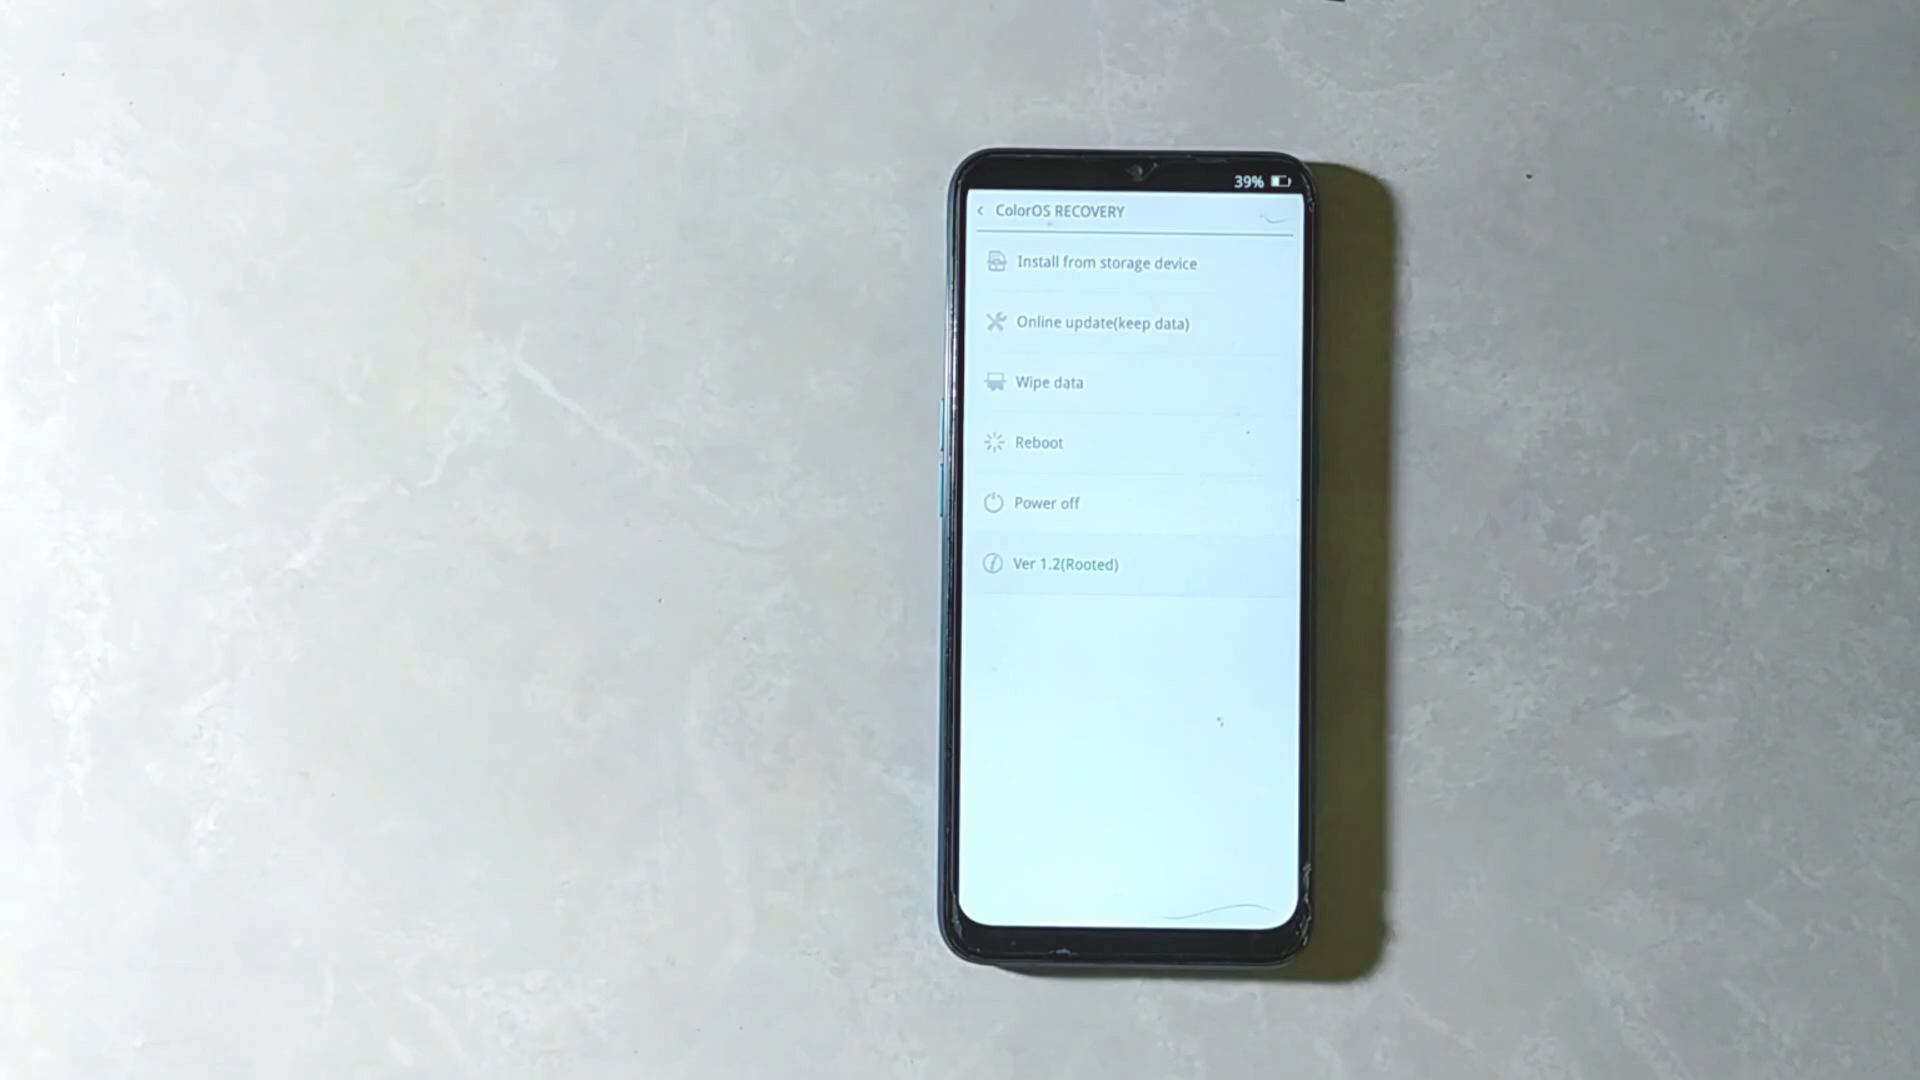 39%
ColorOS RECOVERY
Install from storage device
Online update(keep data)
Wipe data
Reboot
Power off
Ver 1.2(Rooted)